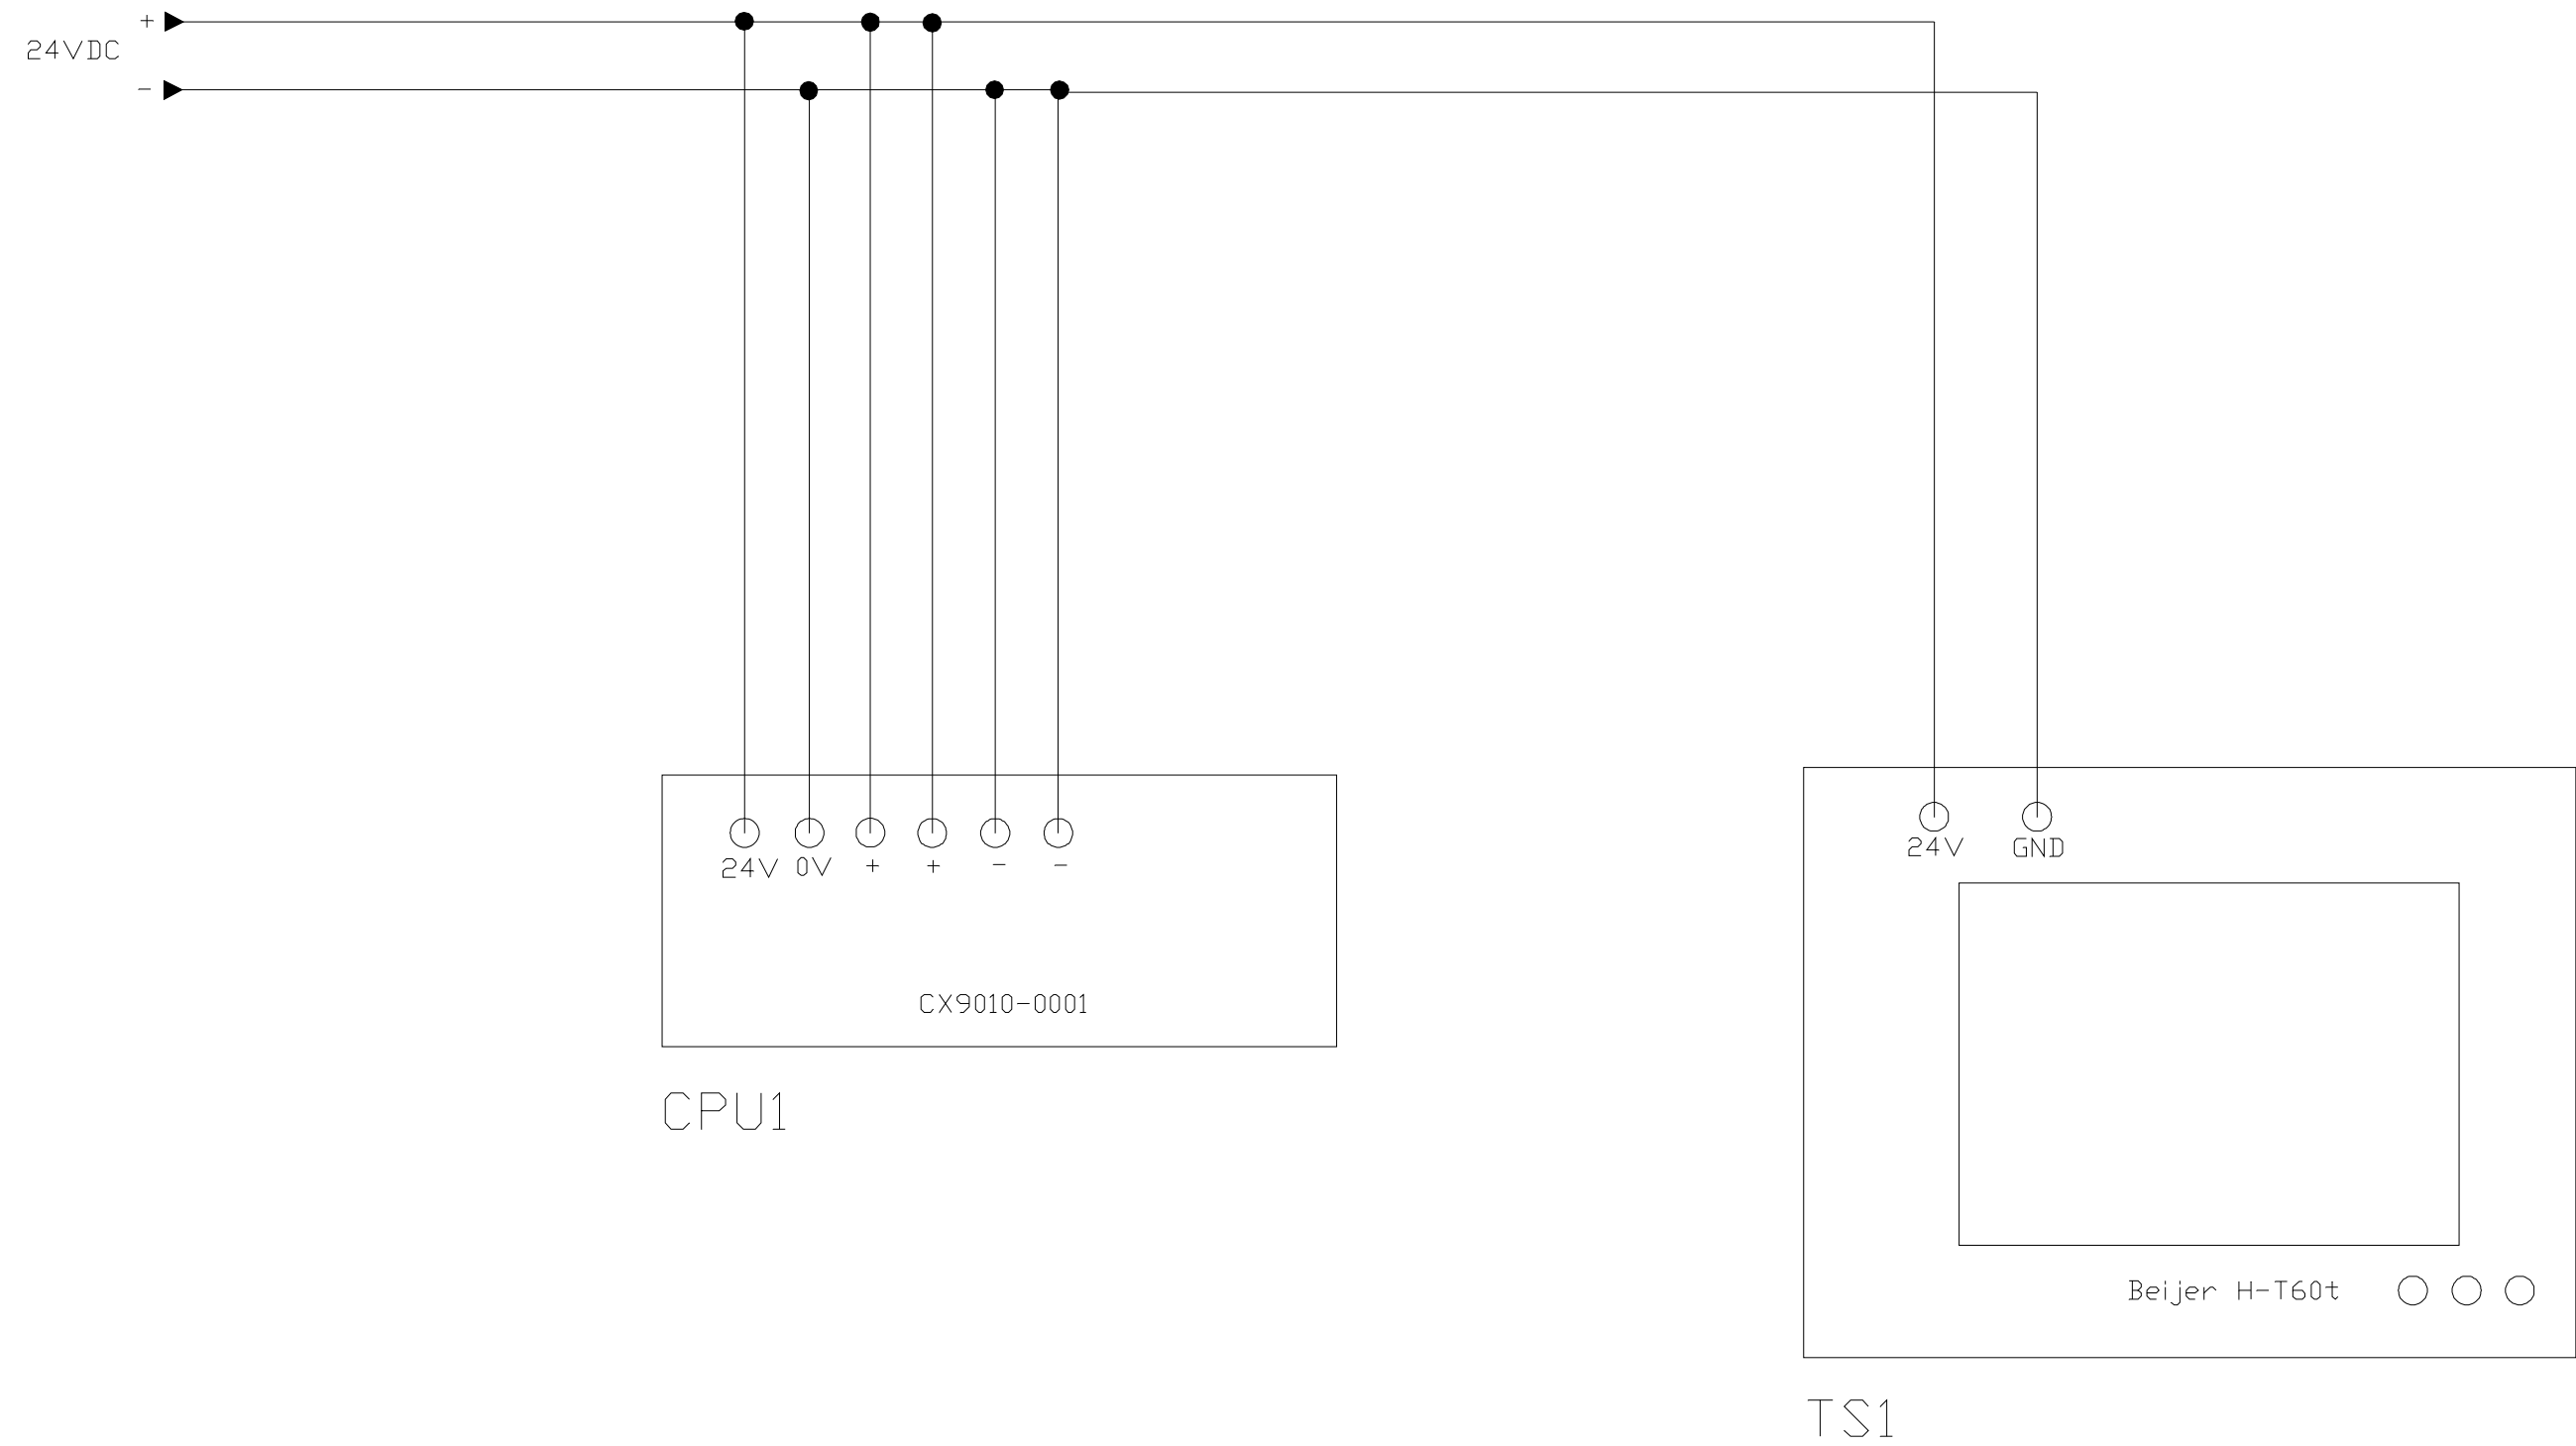 +
24VDC
-
24V 0V + + - -
CX9010-0001
CPU1
24V GND
Beijer H-T60t
TS1